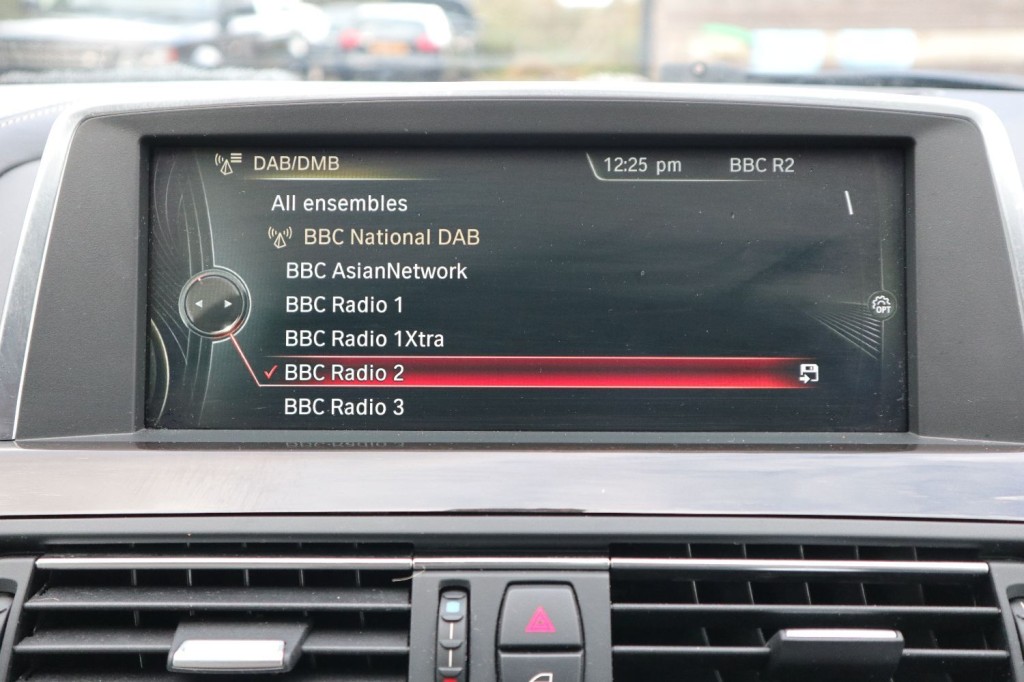 DAB/DMB 12:25 pm BBC R2
All ensembles
BBC National DAB
BBC AsianNetwork
BBC Radio 1
OPT
BBC Radio 1Xtra
BBC Radio 2
BBC Radio 3